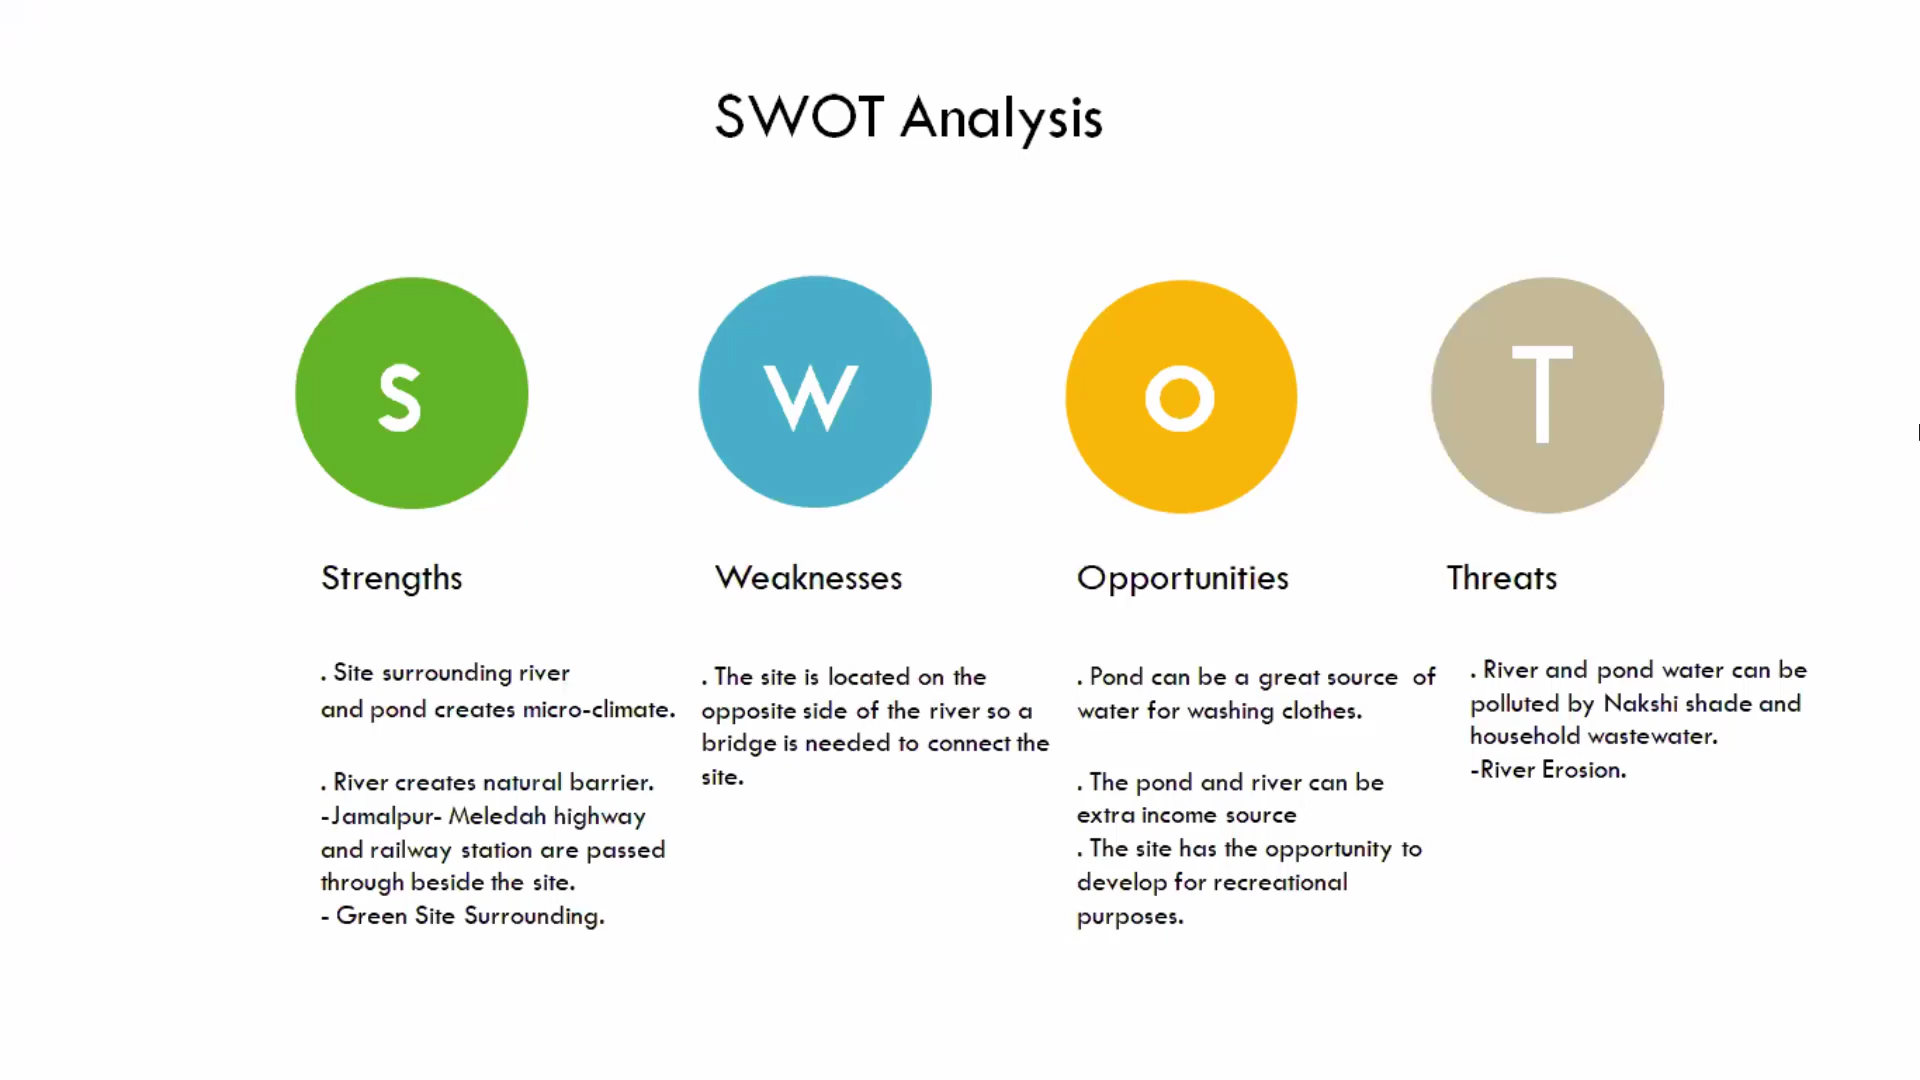 SWOT Analysis
S
W
O
T
Strengths
. Site surrounding river
and pond creates micro-climate.
. River creates natural barrier.
-Jamalpur- Meledah highway
and railway station are passed
through beside the site.
- Green Site Surrounding.
Weaknesses
. The site is located on the
opposite side of the river so a
bridge is needed to connect the
site.
Opportunities
. Pond can be a great source of
water for washing clothes.
. The pond and river can be
extra income source
. The site has the opportunity to
develop for recreational
purposes.
Threats
. River and pond water can be
polluted by Nakshi shade and
household wastewater.
-River Erosion.